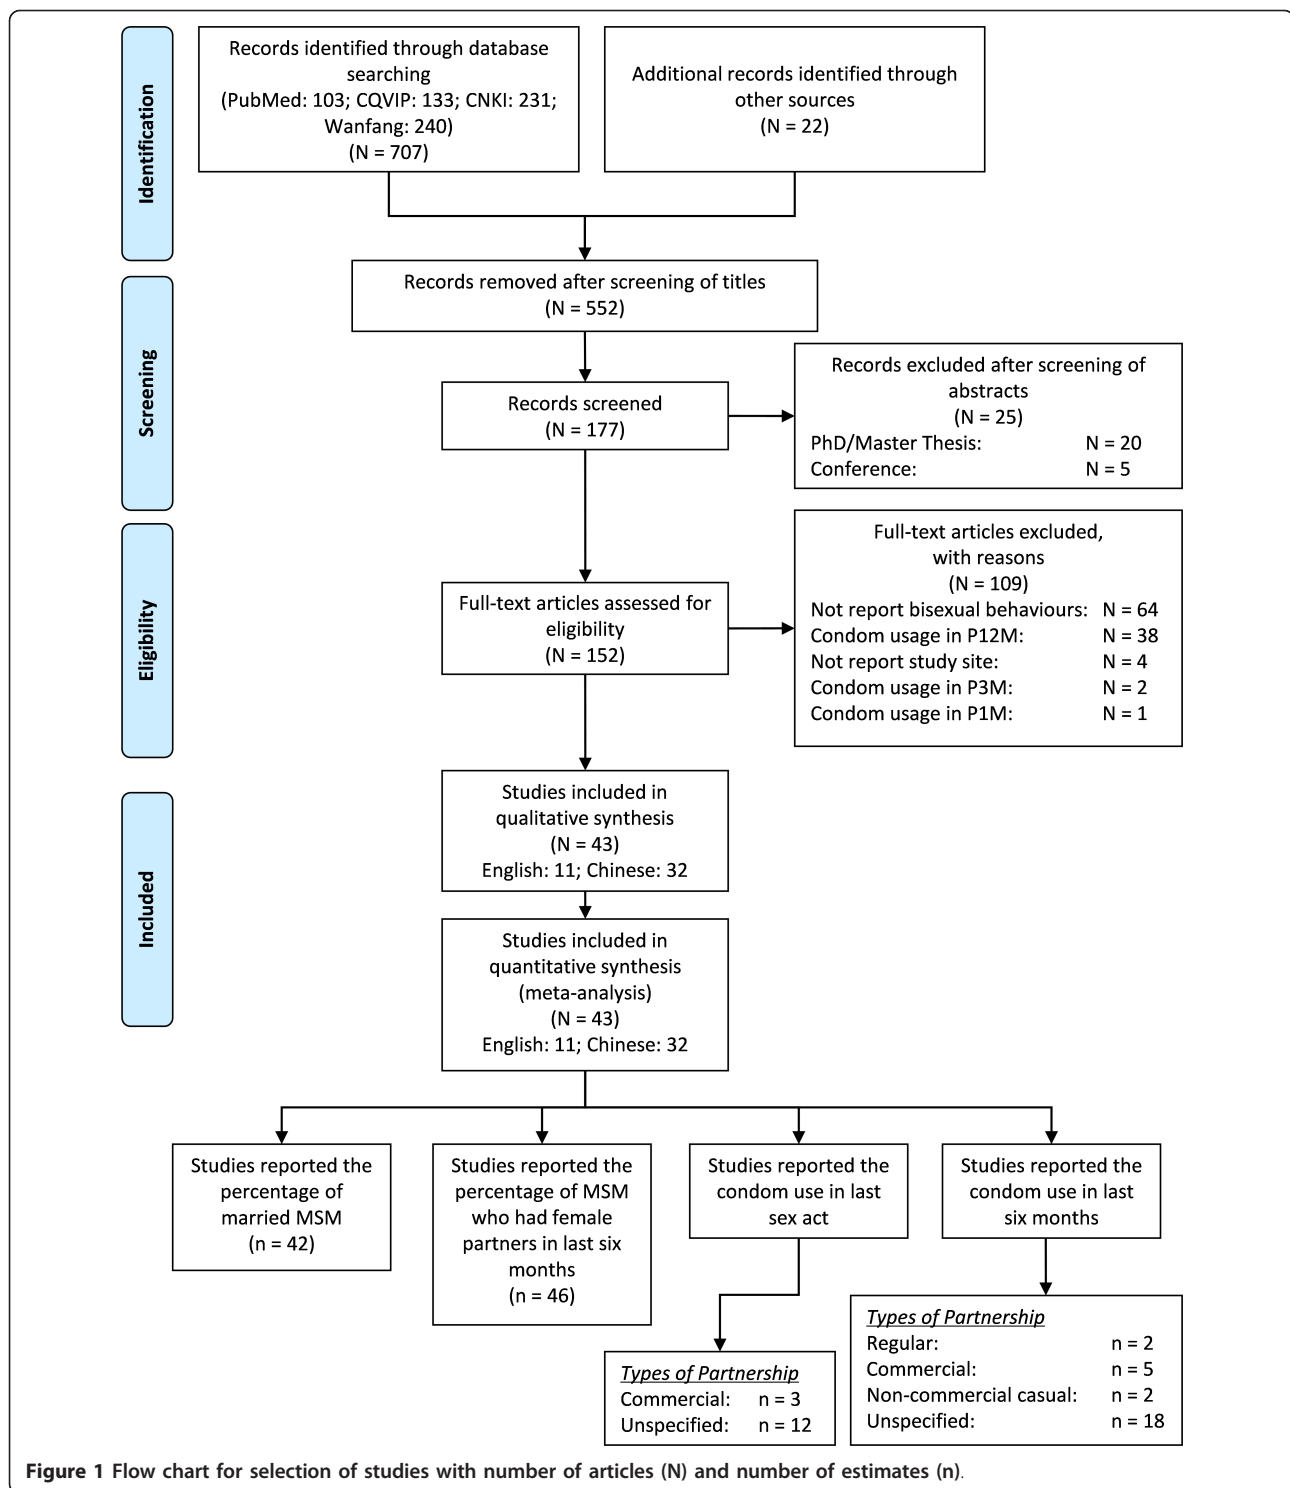 Identification
Records identified through database
searching
(PubMed: 103; CQVIP: 133; CNKI: 231;
Wanfang: 240)
(N = 707)
Additional records identified through
other sources
(N = 22)
Records removed after screening of titles
(N = 552)
Screening
Records screened
(N = 177)
Records excluded after screening of
abstracts
(N = 25)
PhD/Master Thesis: N = 20
Conference: N = 5
Eligibility
Full-text articles assessed for
eligibility
(N = 152)
Full-text articles excluded,
with reasons
(N = 109)
Not report bisexual behaviours: N = 64
Condom usage in P12M: N = 38
Not report study site: N = 4
Condom usage in P3M: N = 2
Condom usage in P1M: N = 1
Included
Studies included in
qualitative synthesis
(N = 43)
English: 11; Chinese: 32
Studies included in
quantitative synthesis
(meta-analysis)
(N = 43)
English: 11; Chinese: 32
Studies reported the
percentage of
married MSM
(n = 42)
Studies reported the
percentage of MSM
who had female
partners in last six
months
(n = 46)
Studies reported the
condom use in last
sex act
Studies reported the
condom use in last
six months
Types of Partnership
Commercial: n = 3
Unspecified: n = 12
Types of Partnership
Regular: n = 2
Commercial: n = 5
Non-commercial casual: n = 2
Unspecified: n = 18
Figure 1 Flow chart for selection of studies with number of articles (N) and number of estimates (n).